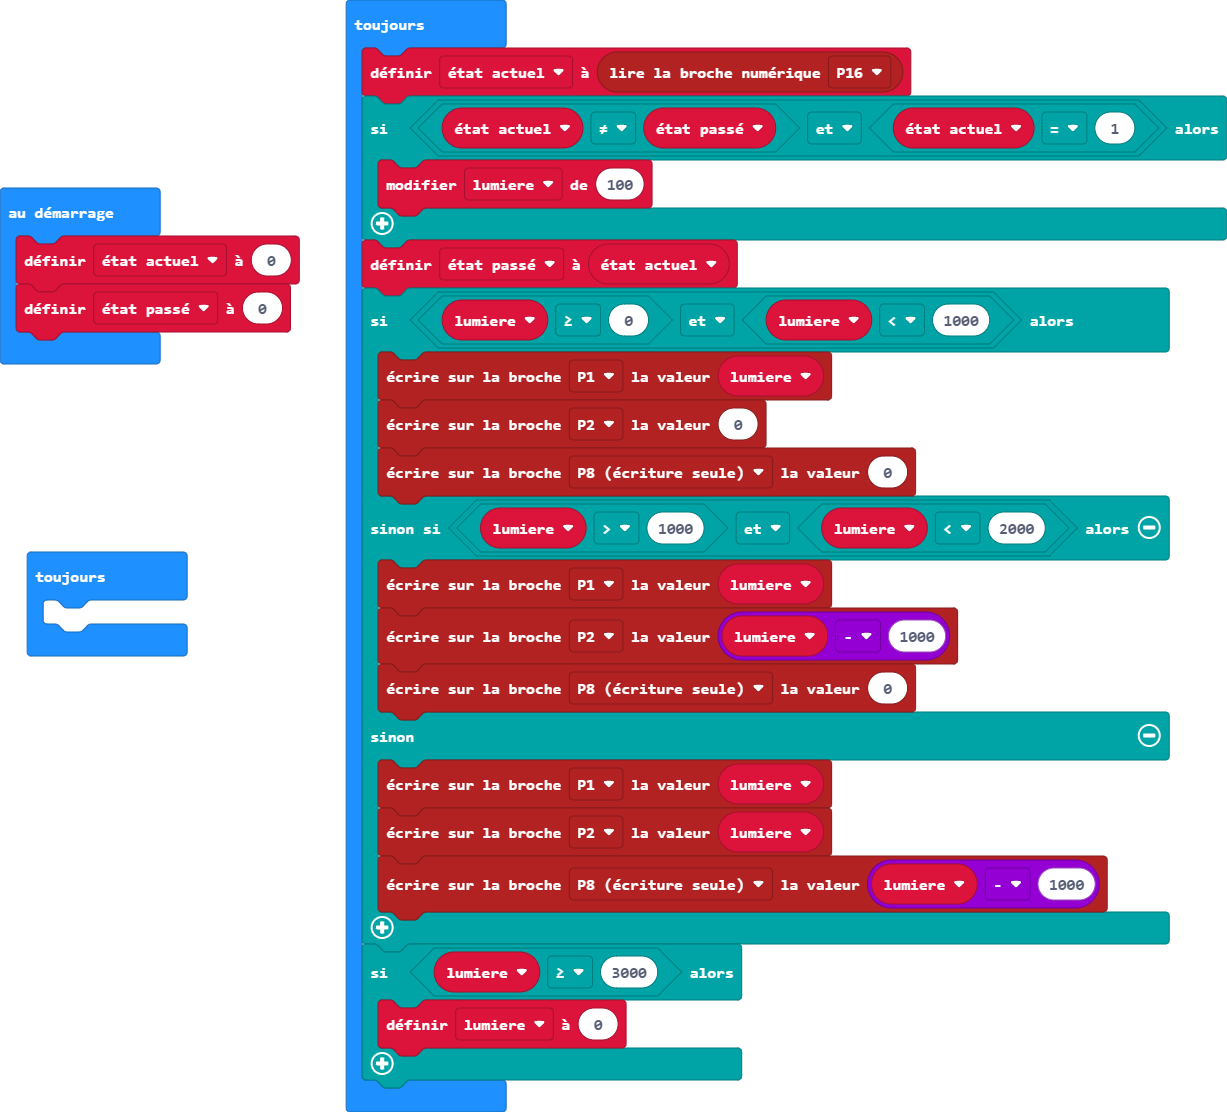 au démarrage
définir état actuel à 0
définir état passé à 0
toujours
toujours
définir état actuel à lire la broche numérique P16
si état actuel ≠ état passé et état actuel = 1 alors
modifier lumiere de 100
définir état passé à état actuel
si lumiere ≥ 0 et lumiere < 1000 alors
écrire sur la broche P1 la valeur lumiere
écrire sur la broche P2 la valeur 0
écrire sur la broche P8 (écriture seule) la valeur 0
sinon si lumiere > 1000 et lumiere < 2000 alors
écrire sur la broche P1 la valeur lumiere
écrire sur la broche P2 la valeur lumiere - 1000
écrire sur la broche P8 (écriture seule) la valeur 0
sinon
écrire sur la broche P1 la valeur lumiere
écrire sur la broche P2 la valeur lumiere
écrire sur la broche P8 (écriture seule) la valeur lumiere - 1000
si lumiere ≥ 3000 alors
définir lumiere à 0